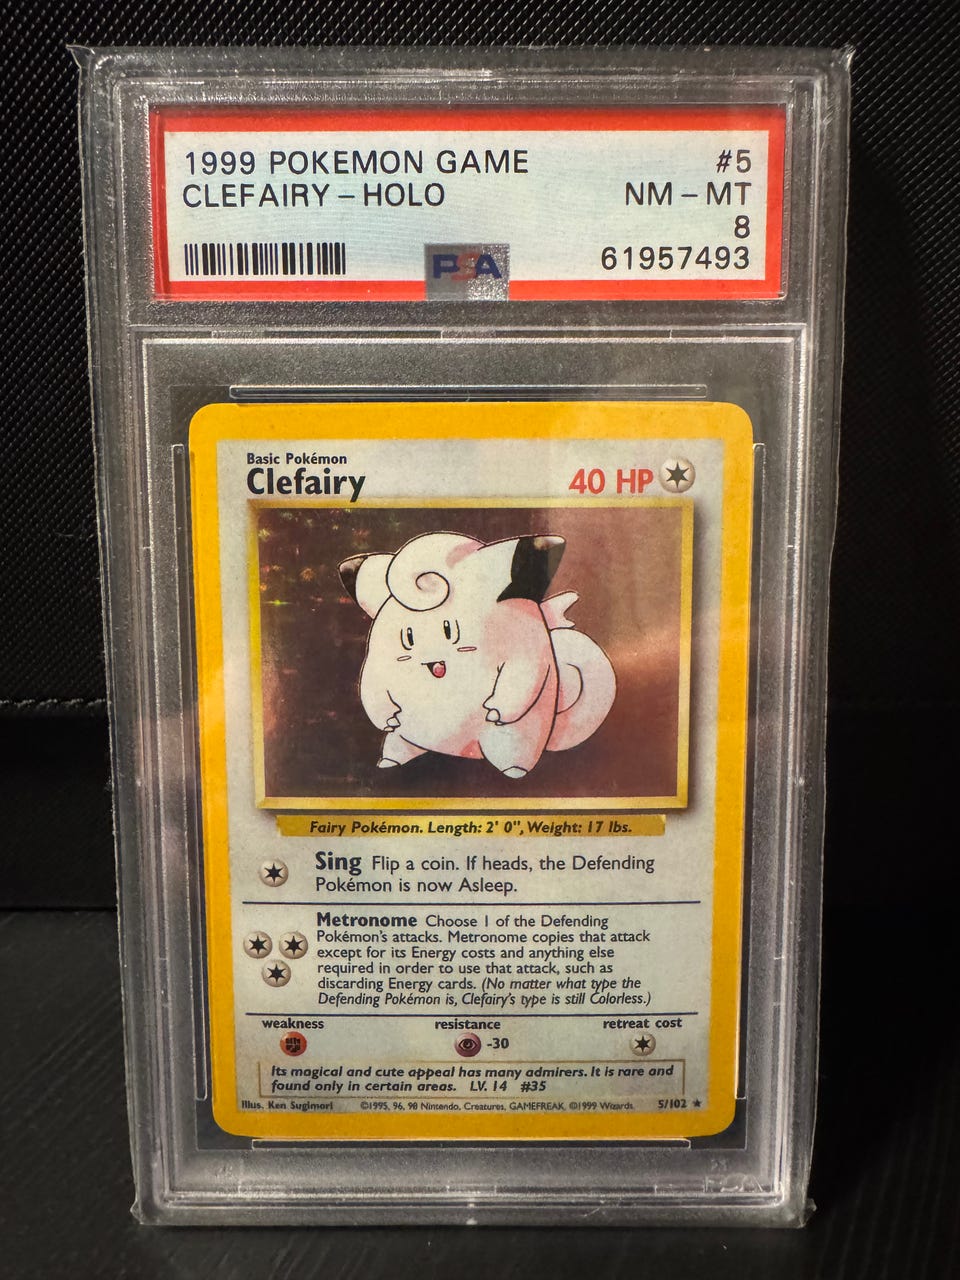 1999 POKEMON GAME #5
CLEFAIRY - HOLO NM - MT
8
61957493
PSA
Basic Pokémon
Clefairy 40 HP
Fairy Pokémon. Length: 2' 0", Weight: 17 lbs.
Sing Flip a coin. If heads, the Defending
Pokémon is now Asleep.
Metronome Choose 1 of the Defending
Pokémon's attacks. Metronome copies that attack
except for its Energy costs and anything else
required in order to use that attack, such as
discarding Energy cards. (No matter what type the
Defending Pokémon is, Clefairy's type is still Colorless.)
weakness resistance retreat cost
-30
Its magical and cute appeal has many admirers. It is rare and
found only in certain areas. LV. 14 #35
Illus. Ken Sugimori ©1995, 96, 98 Nintendo, Creatures, GAMEFREAK. ©1999 Wizards. 5/102 ★